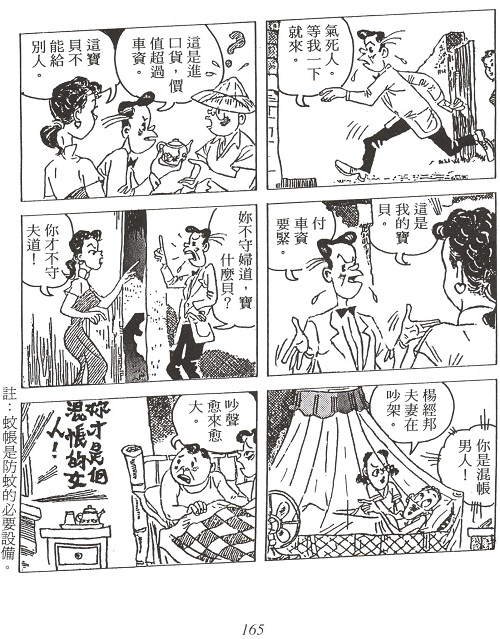 氣死人。
等我一下
就來。
？？
這是進
口貨，價
值超過
車資。
這寶
貝不
能給
別人。
這是
我的寶
貝。
付
車資
要緊。
妳不守婦道，寶
什麼貝？
你才不守
夫道！
你是混帳
男人！
楊經邦
夫妻在
吵架。
吵聲
愈來愈
大。
妳才是個
混帳的女
人！
註：蚊帳是防蚊的必要設備。
165